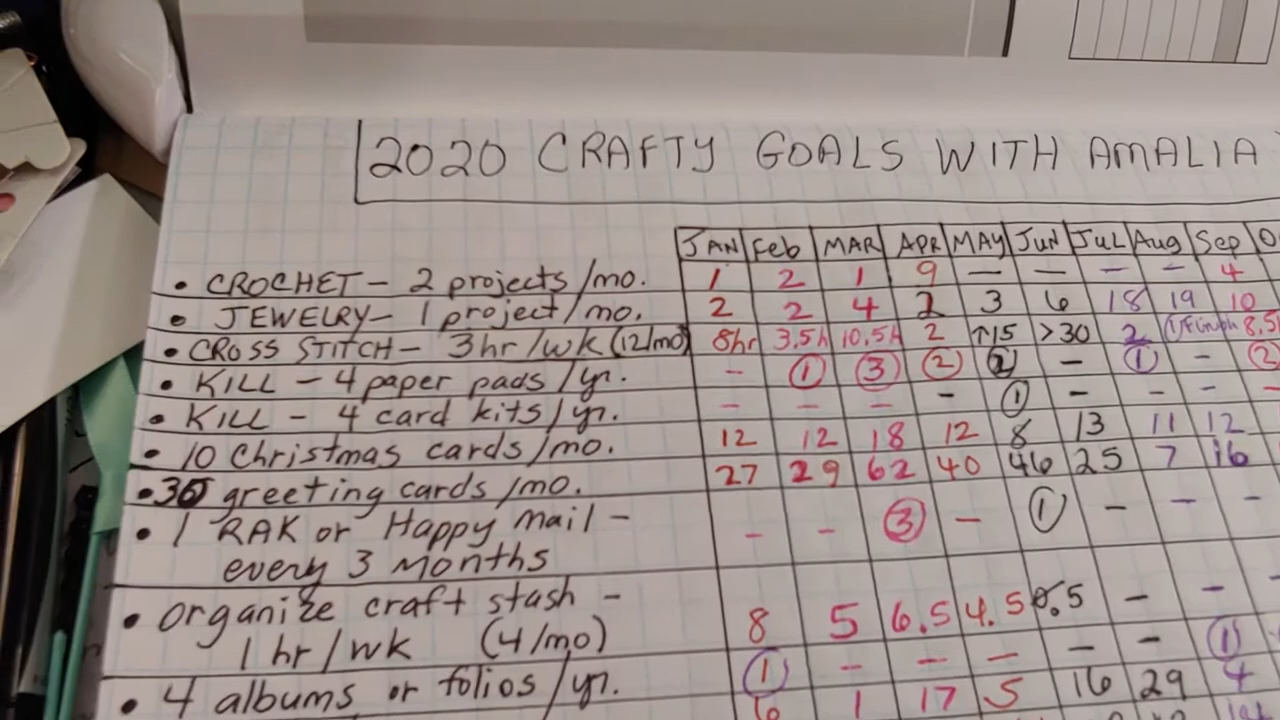 2020 CRAFTY GOALS WITH AMALIA
JAN Feb MAR APR MAY Jun Jul Aug Sep
• CROCHET – 2 projects/mo. 1 2 1 9 — — — – 4
• JEWELRY – 1 project/mo. 2 2 4 2 3 6 18 19 10
• CROSS STITCH – 3hr/wk (12/mo) 8hr 3.5h 10.5h 2 ↑15 >30 2 8.5
• KILL – 4 paper pads/yr. – 1 3 2 2 – 1 – 2
• KILL – 4 card kits/yr. – – – – 1 – – – –
• 10 Christmas cards/mo. 12 12 18 12 8 13 11 12
• 30 greeting cards/mo. 27 29 62 40 46 25 7 16
• 1 RAK or Happy Mail – – – 3 – 1 – – –
every 3 Months
• organize craft stash – 8 5 6.5 4.5 0.5 – –
1 hr/wk (4/mo)
• 4 albums or folios/yr. 1 – – – – – 1
6 1 17 5 16 29 4